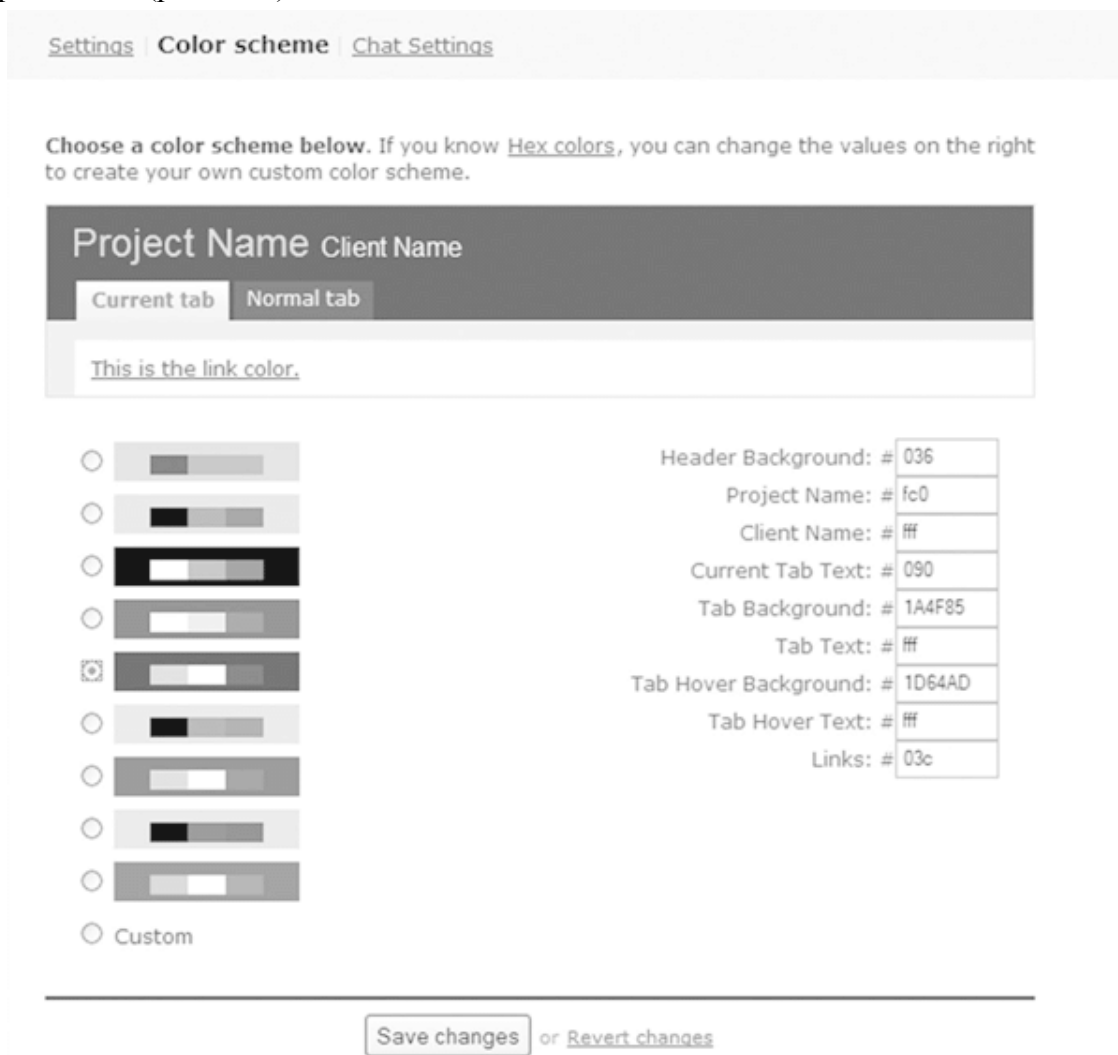 Settings | Color scheme | Chat Settings
Choose a color scheme below. If you know Hex colors, you can change the values on the right
to create your own custom color scheme.
Project Name Client Name
Current tab Normal tab
This is the link color.
Header Background: # 036
Project Name: # fc0
Client Name: # fff
Current Tab Text: # 090
Tab Background: # 1A4F85
Tab Text: # fff
Tab Hover Background: # 1D64AD
Tab Hover Text: # fff
Links: # 03c
Custom
Save changes or Revert changes